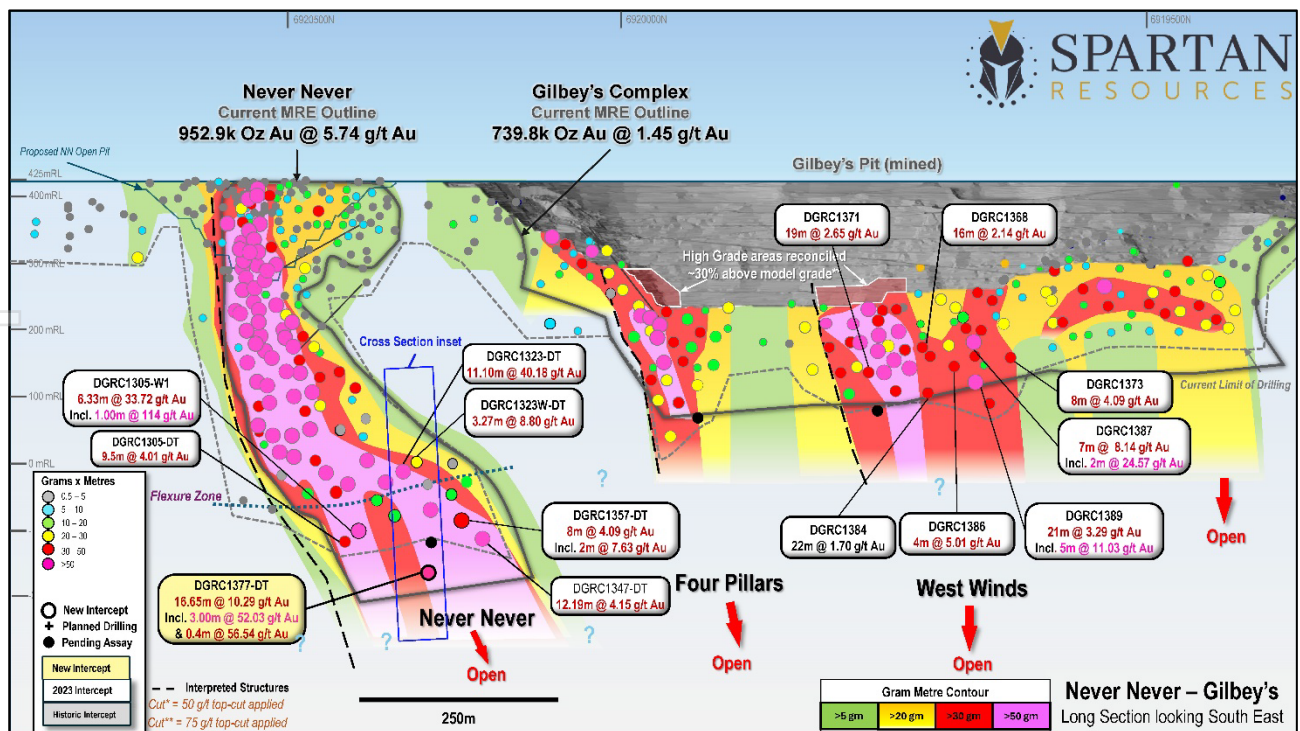 6920500N
6920000N
6919500N
SPARTAN
RESOURCES
Never Never
Current MRE Outline
952.9k Oz Au @ 5.74 g/t Au
Gilbey's Complex
Current MRE Outline
739.8k Oz Au @ 1.45 g/t Au
Proposed NN Open Pit
Gilbey's Pit (mined)
425mRL
400mRL
300mRL
200 mRL
100 mRL
0 mRL
DGRC1371
19m @ 2.65 g/t Au
DGRC1368
16m @ 2.14 g/t Au
High Grade areas reconciled
~30% above model grade*
Cross Section inset
DGRC1323-DT
11.10m @ 40.18 g/t Au
DGRC1323W-DT
3.27m @ 8.80 g/t Au
DGRC1305-W1
6.33m @ 33.72 g/t Au
Incl. 1.00m @ 114 g/t Au
DGRC1305-DT
9.5m @ 4.01 g/t Au
Current Limit of Drilling
DGRC1373
8m @ 4.09 g/t Au
DGRC1387
7m @ 8.14 g/t Au
Incl. 2m @ 24.57 g/t Au
Flexure Zone
Grams x Metres
0.5 – 5
5 – 10
10 – 20
20 – 30
30 – 50
>50
New Intercept
Planned Drilling
Pending Assay
New Intercept
2023 Intercept
Historic Intercept
DGRC1357-DT
8m @ 4.09 g/t Au
Incl. 2m @ 7.63 g/t Au
DGRC1384
22m @ 1.70 g/t Au
DGRC1386
4m @ 5.01 g/t Au
DGRC1389
21m @ 3.29 g/t Au
Incl. 5m @ 11.03 g/t Au
Open
DGRC1377-DT
16.65m @ 10.29 g/t Au
Incl. 3.00m @ 52.03 g/t Au
& 0.4m @ 56.54 g/t Au
DGRC1347-DT
12.19m @ 4.15 g/t Au
Never Never
Open
Four Pillars
Open
West Winds
Open
?
?
?
?
?
?
Interpreted Structures
Cut* = 50 g/t top-cut applied
Cut** = 75 g/t top-cut applied
250m
Gram Metre Contour
>5 gm
>20 gm
>30 gm
>50 gm
Never Never – Gilbey's
Long Section looking South East